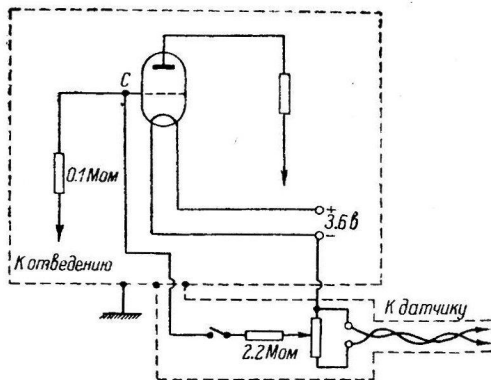 C
0.1 Мом
+
3.6 в
−
К отведению
К датчику
2.2 Мом